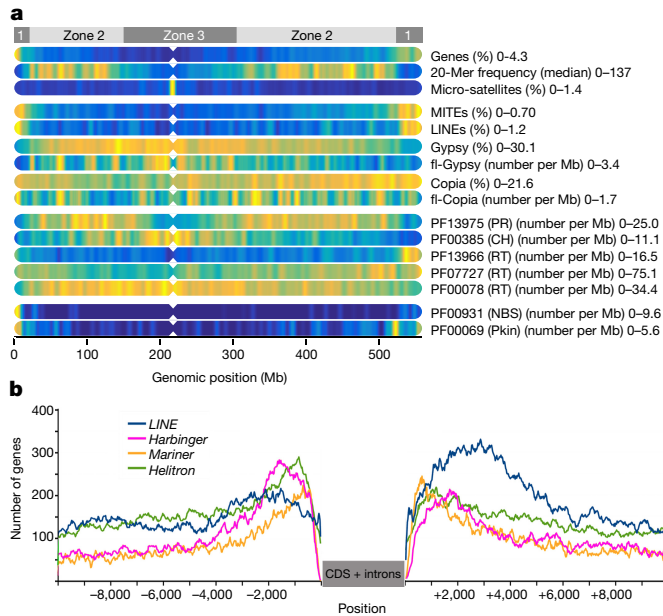 a
1 Zone 2 Zone 3 Zone 2 1
Genes (%) 0–4.3
20-Mer frequency (median) 0–137
Micro-satellites (%) 0–1.4
MITEs (%) 0–0.70
LINEs (%) 0–1.2
Gypsy (%) 0–30.1
fl-Gypsy (number per Mb) 0–3.4
Copia (%) 0–21.6
fl-Copia (number per Mb) 0–1.7
PF13975 (PR) (number per Mb) 0–25.0
PF00385 (CH) (number per Mb) 0–11.1
PF13966 (RT) (number per Mb) 0–16.5
PF07727 (RT) (number per Mb) 0–75.1
PF00078 (RT) (number per Mb) 0–34.4
PF00931 (NBS) (number per Mb) 0–9.6
PF00069 (Pkin) (number per Mb) 0–5.6
0 100 200 300 400 500
Genomic position (Mb)
b
400
300
200
100
Number of genes
LINE
Harbinger
Mariner
Helitron
CDS + introns
−8,000 −6,000 −4,000 −2,000 +2,000 +4,000 +6,000 +8,000
Position